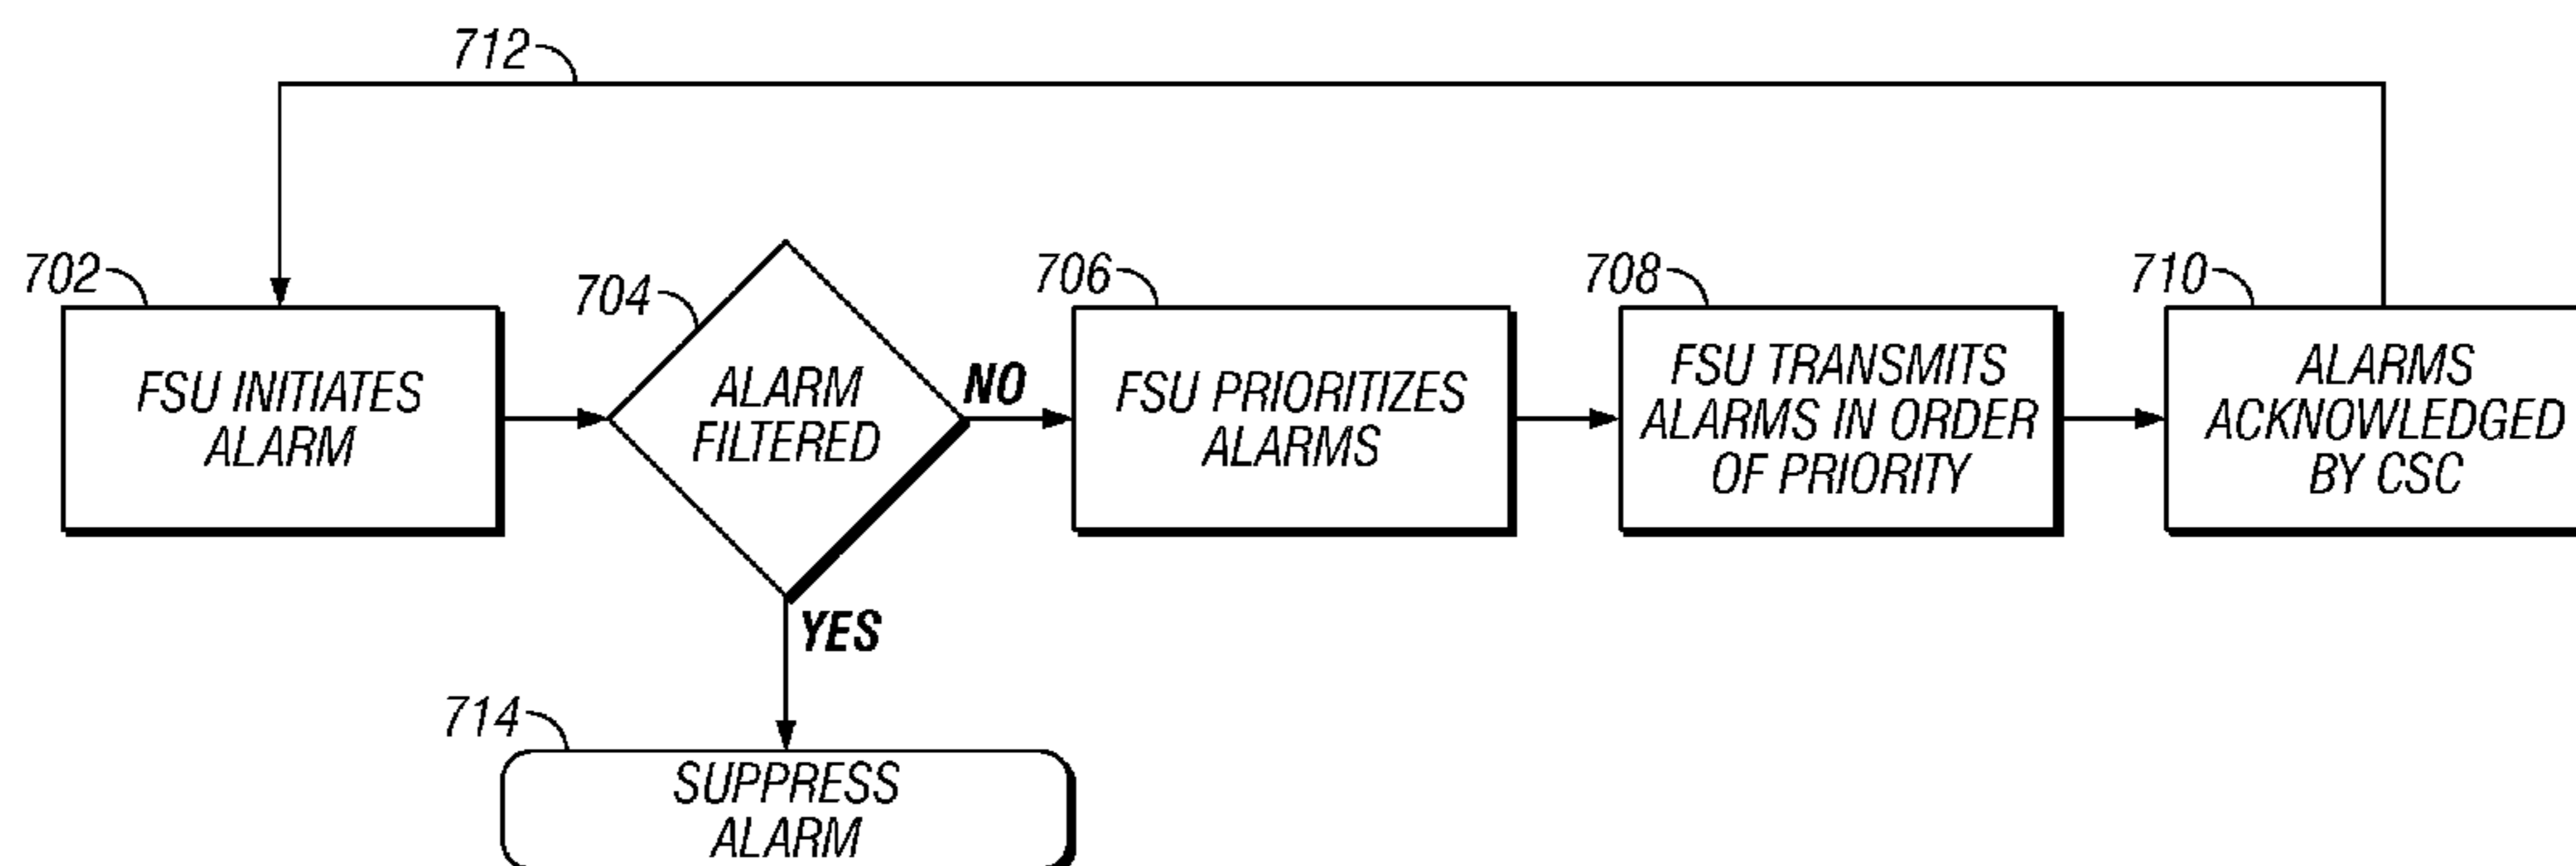 712
702
FSU INITIATES
ALARM
704
ALARM
FILTERED
NO
706
FSU PRIORITIZES
ALARMS
708
FSU TRANSMITS
ALARMS IN ORDER
OF PRIORITY
710
ALARMS
ACKNOWLEDGED
BY CSC
YES
714
SUPPRESS
ALARM